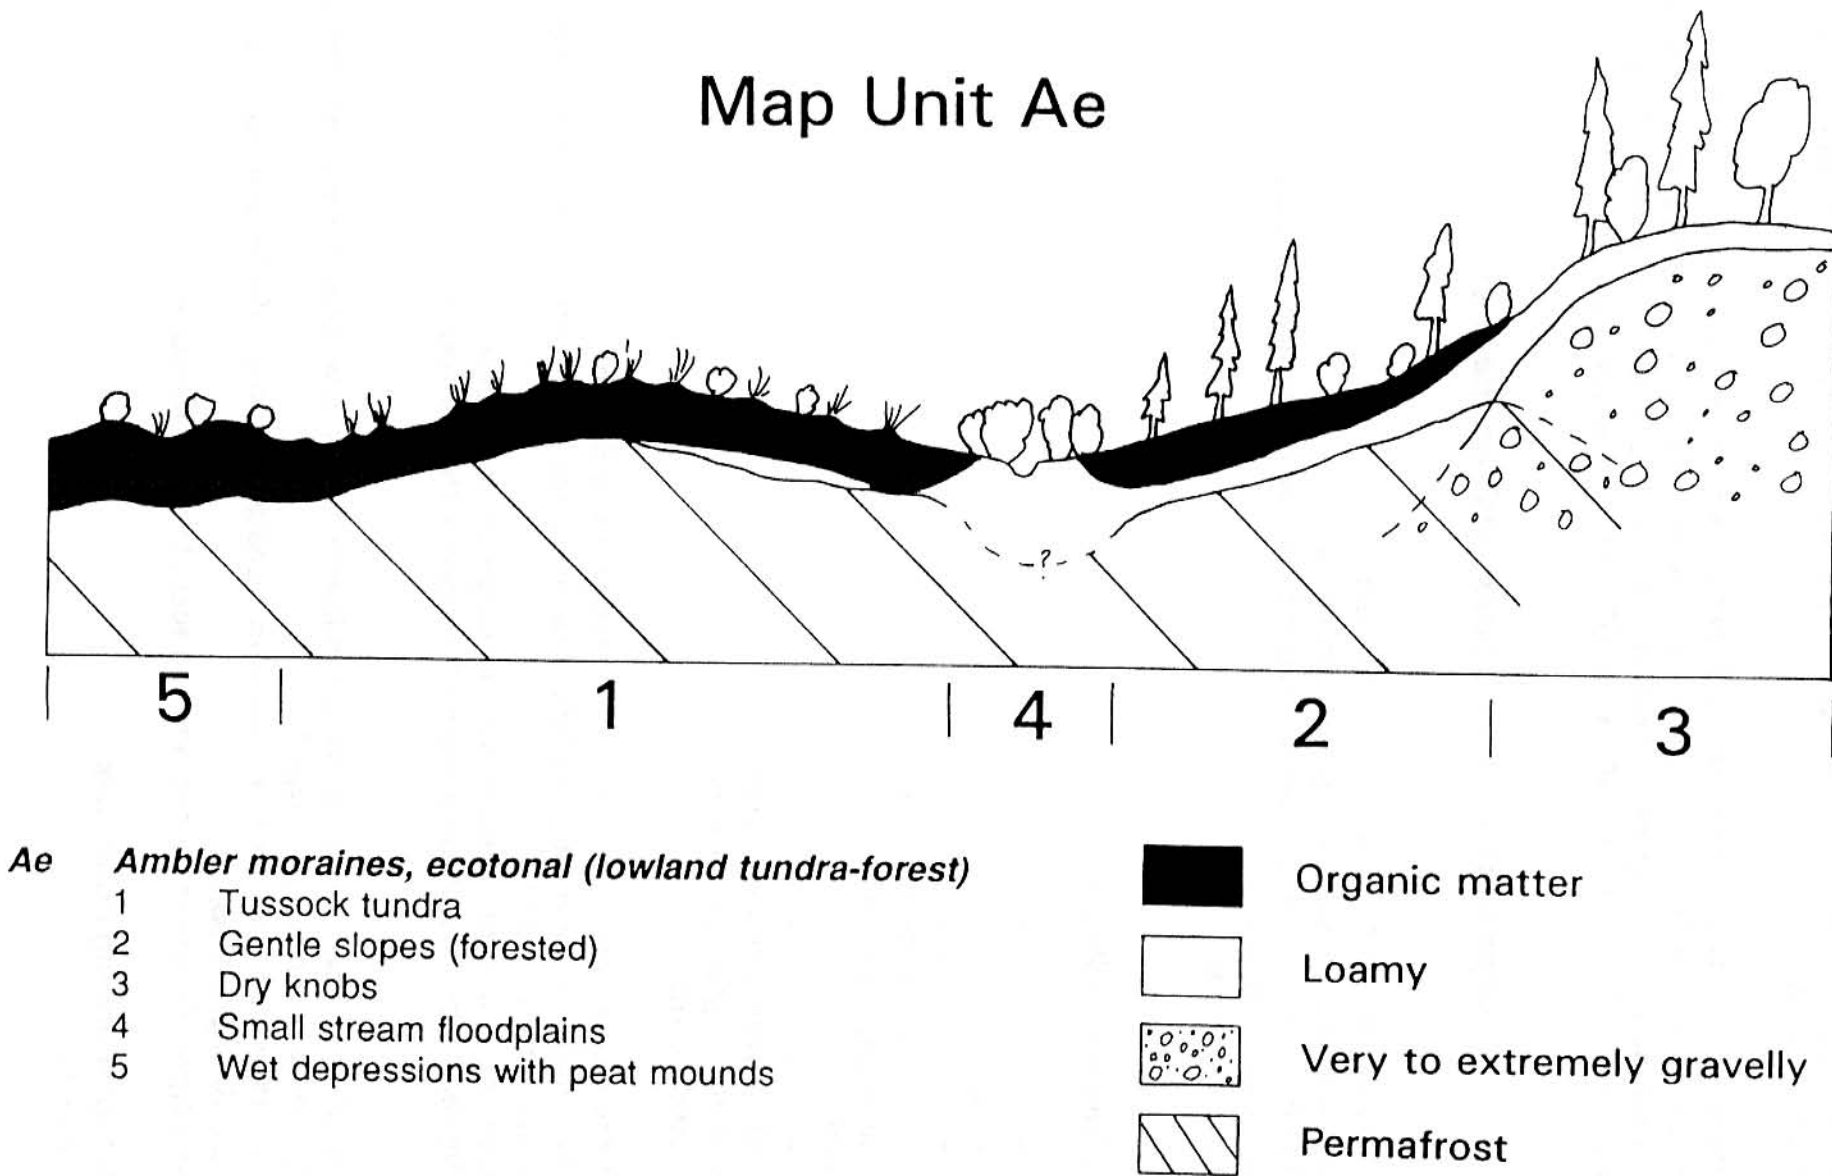 Map Unit Ae
?
5 1 4 2 3
Ae Ambler moraines, ecotonal (lowland tundra-forest)
1 Tussock tundra
2 Gentle slopes (forested)
3 Dry knobs
4 Small stream floodplains
5 Wet depressions with peat mounds
Organic matter
Loamy
Very to extremely gravelly
Permafrost